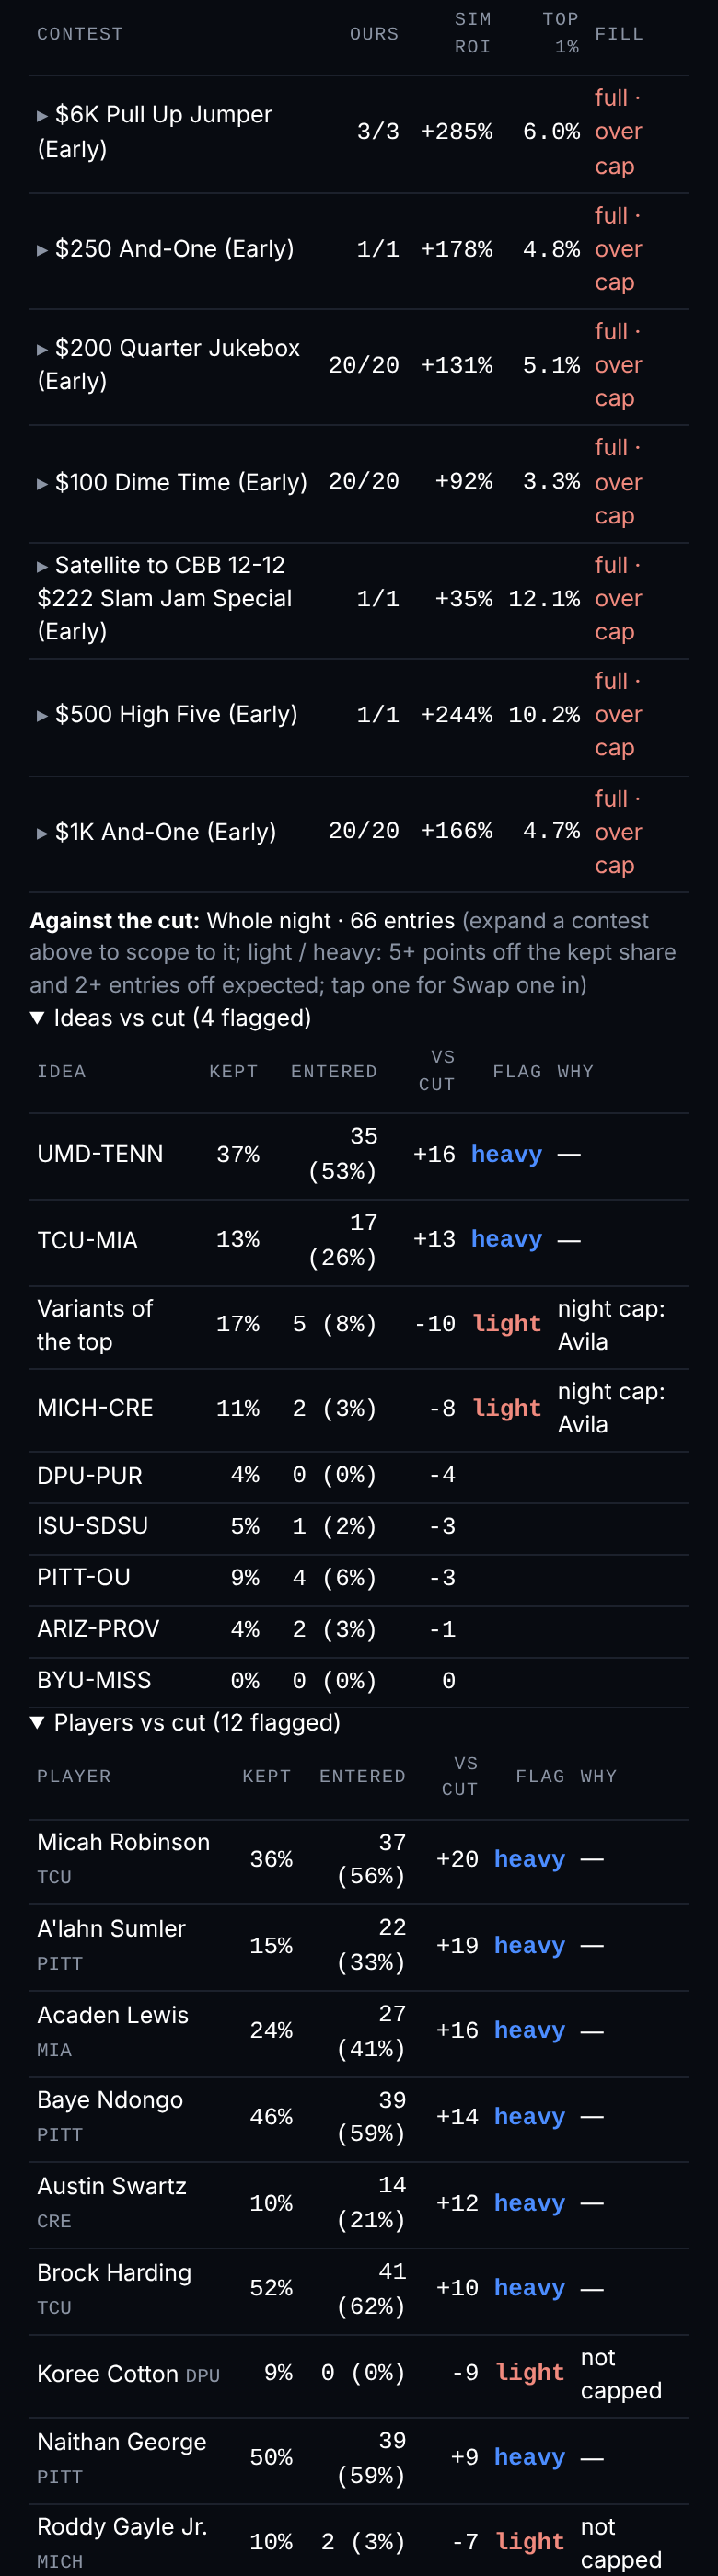 CONTEST OURS SIM ROI TOP 1% FILL
▸ $6K Pull Up Jumper (Early) 3/3 +285% 6.0% full · over cap
▸ $250 And-One (Early) 1/1 +178% 4.8% full · over cap
▸ $200 Quarter Jukebox (Early) 20/20 +131% 5.1% full · over cap
▸ $100 Dime Time (Early) 20/20 +92% 3.3% full · over cap
▸ Satellite to CBB 12-12 $222 Slam Jam Special (Early) 1/1 +35% 12.1% full · over cap
▸ $500 High Five (Early) 1/1 +244% 10.2% full · over cap
▸ $1K And-One (Early) 20/20 +166% 4.7% full · over cap
Against the cut: Whole night · 66 entries (expand a contest
above to scope to it; light / heavy: 5+ points off the kept share
and 2+ entries off expected; tap one for Swap one in)
▼ Ideas vs cut (4 flagged)
IDEA KEPT ENTERED VS CUT FLAG WHY
UMD-TENN 37% 35 (53%) +16 heavy —
TCU-MIA 13% 17 (26%) +13 heavy —
Variants of the top 17% 5 (8%) -10 light night cap: Avila
MICH-CRE 11% 2 (3%) -8 light night cap: Avila
DPU-PUR 4% 0 (0%) -4
ISU-SDSU 5% 1 (2%) -3
PITT-OU 9% 4 (6%) -3
ARIZ-PROV 4% 2 (3%) -1
BYU-MISS 0% 0 (0%) 0
▼ Players vs cut (12 flagged)
PLAYER KEPT ENTERED VS CUT FLAG WHY
Micah Robinson TCU 36% 37 (56%) +20 heavy —
A'lahn Sumler PITT 15% 22 (33%) +19 heavy —
Acaden Lewis MIA 24% 27 (41%) +16 heavy —
Baye Ndongo PITT 46% 39 (59%) +14 heavy —
Austin Swartz CRE 10% 14 (21%) +12 heavy —
Brock Harding TCU 52% 41 (62%) +10 heavy —
Koree Cotton DPU 9% 0 (0%) -9 light not capped
Naithan George PITT 50% 39 (59%) +9 heavy —
Roddy Gayle Jr. MICH 10% 2 (3%) -7 light not capped